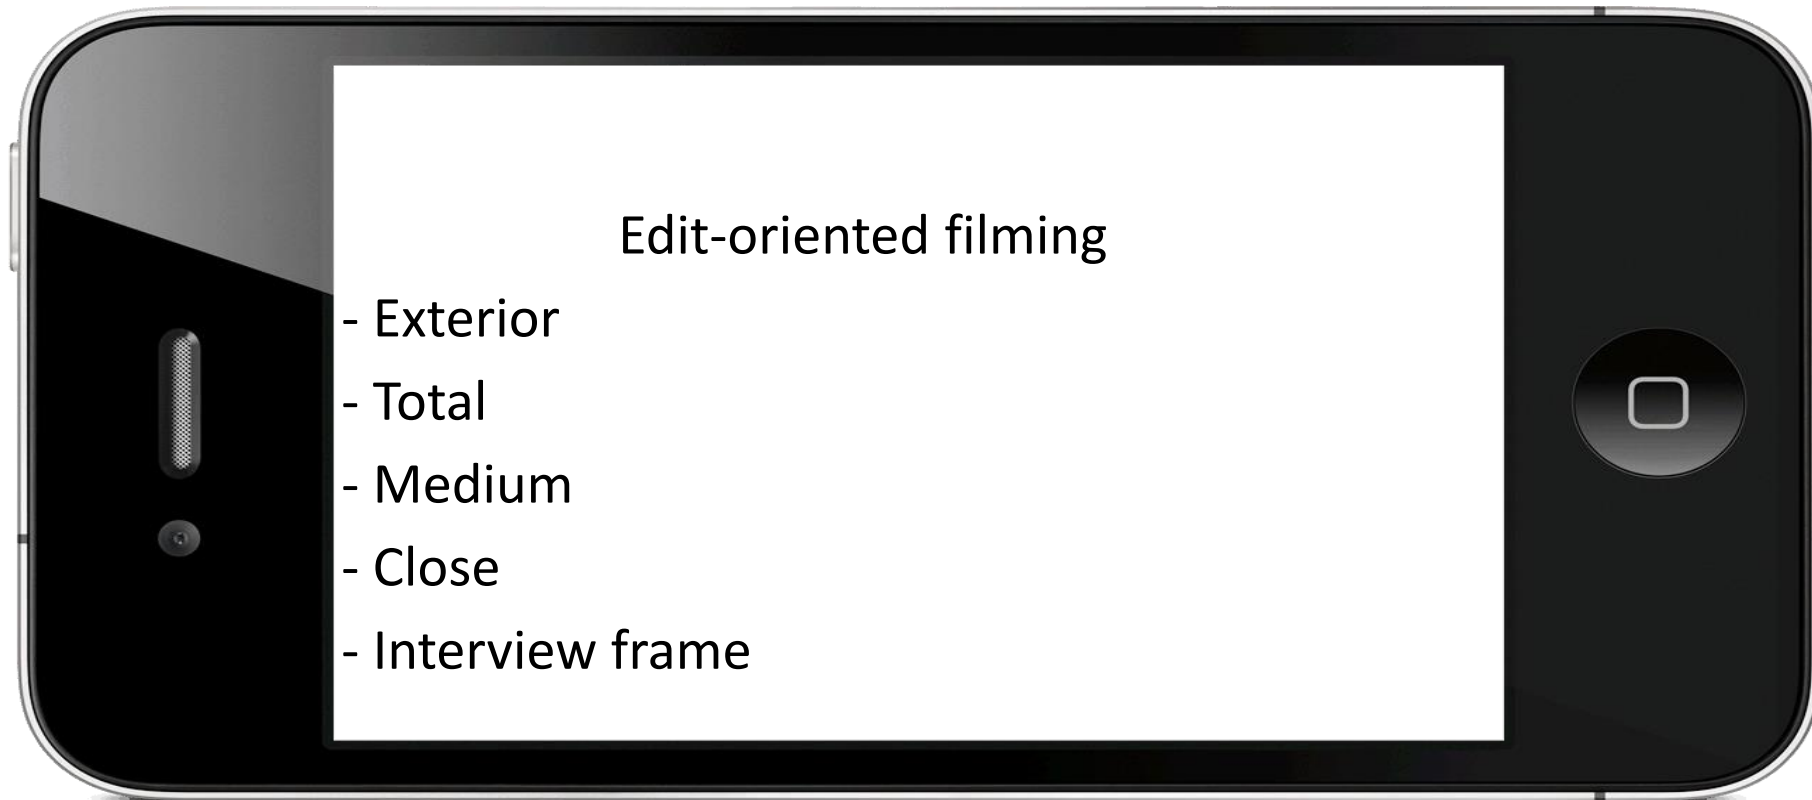 Edit-oriented filming
- Exterior
- Total
- Medium
- Close
- Interview frame